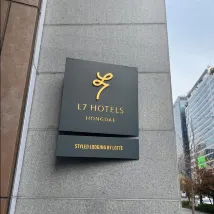 L7 HOTELS
HONGDAE
STYLED LODGING BY LOTTE